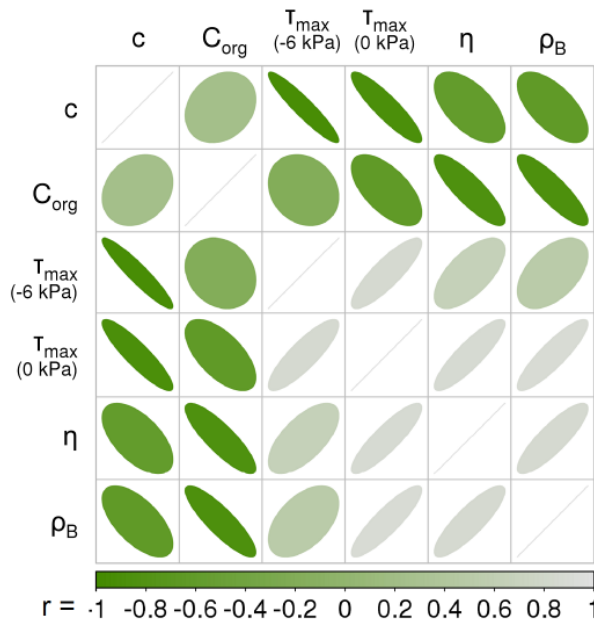 c C_org τ_max (-6 kPa) τ_max (0 kPa) η ρ_B
c
C_org
τ_max
(-6 kPa)
τ_max
(0 kPa)
η
ρ_B
r = -1 -0.8 -0.6 -0.4 -0.2 0 0.2 0.4 0.6 0.8 1